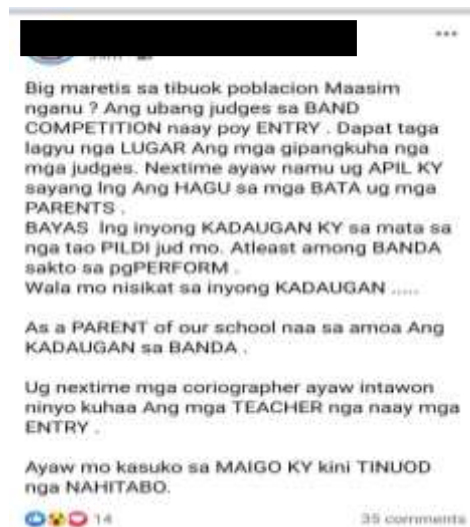 Big maretis sa tibuok poblacion Maasim
nganu ? Ang ubang judges sa BAND
COMPETITION naay poy ENTRY . Dapat taga
lagyu nga LUGAR Ang mga gipangkuha nga
mga judges. Nextime ayaw namu ug APIL KY
sayang lng Ang HAGU sa mga BATA ug mga
PARENTS .
BAYAS lng inyong KADAUGAN KY sa mata sa
nga tao PILDI jud mo. Atleast among BANDA
sakto sa pgPERFORM .
Wala mo nisikat sa inyong KADAUGAN .....
As a PARENT of our school naa sa amoa Ang
KADAUGAN sa BANDA .
Ug nextime mga coriographer ayaw intawon
ninyo kuhaa Ang mga TEACHER nga naay mga
ENTRY .
Ayaw mo kasuko sa MAIGO KY kini TINUOD
nga NAHITABO.
14
35 comments